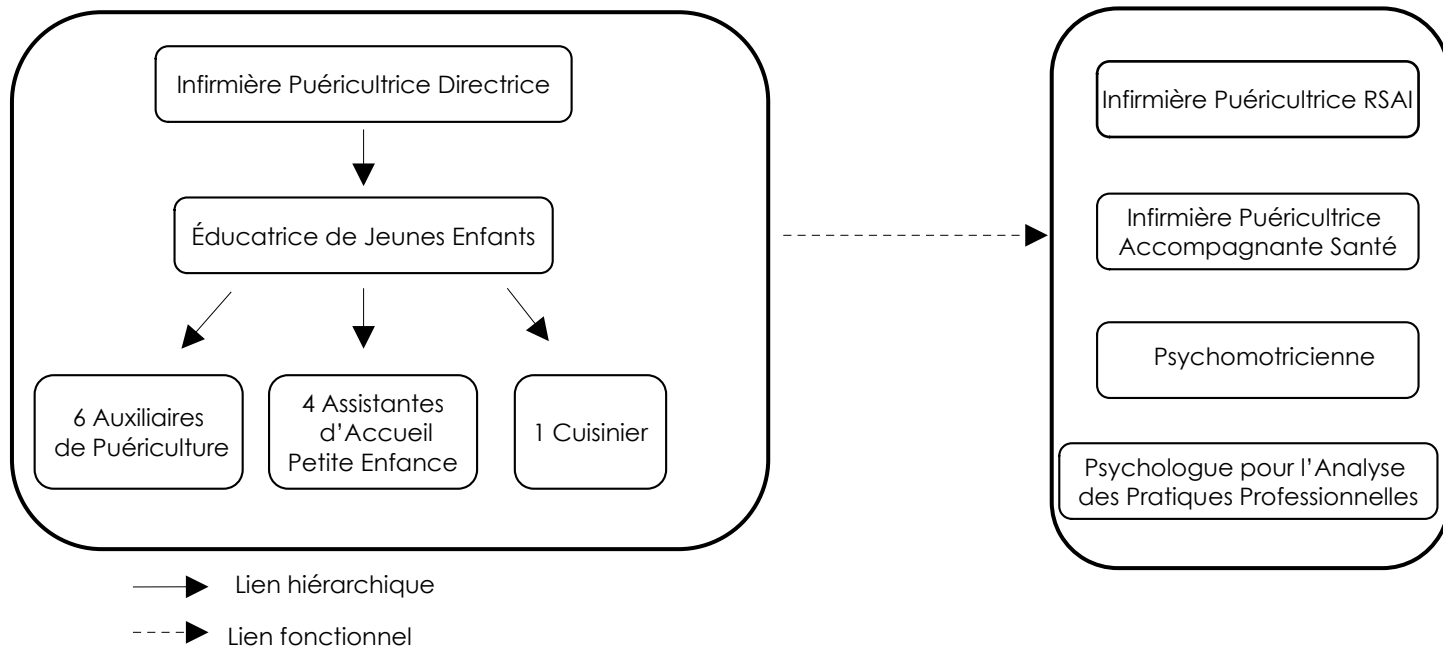 Infirmière Puéricultrice Directrice
Éducatrice de Jeunes Enfants
6 Auxiliaires
de Puériculture
4 Assistantes
d'Accueil
Petite Enfance
1 Cuisinier
Infirmière Puéricultrice RSAI
Infirmière Puéricultrice
Accompagnante Santé
Psychomotricienne
Psychologue pour l'Analyse
des Pratiques Professionnelles
Lien hiérarchique
Lien fonctionnel